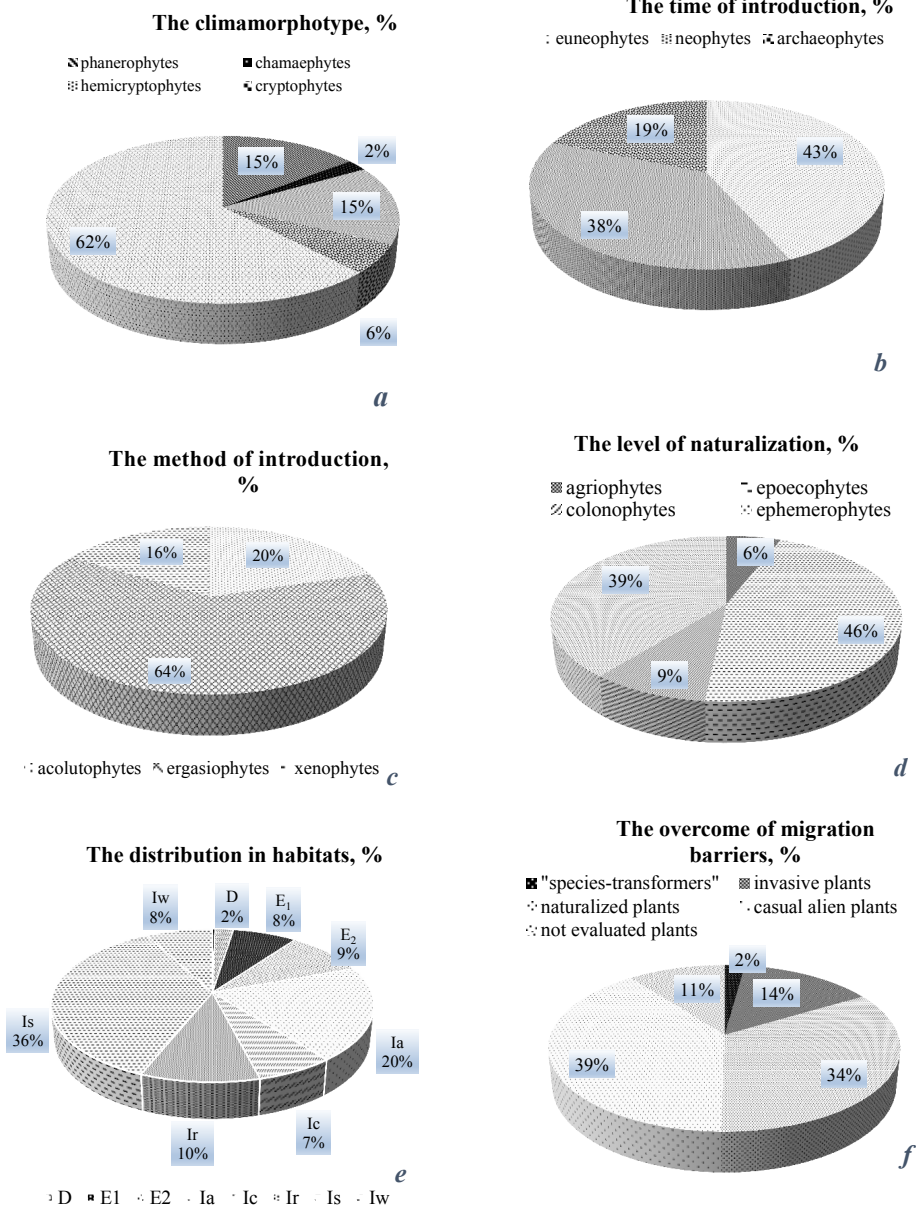 The climamorphotype, %
phanerophytes chamaephytes
hemicryptophytes cryptophytes
15%
2%
15%
62%
6%
a
The time of introduction, %
euneophytes neophytes archaeophytes
19%
43%
38%
b
The method of introduction,
%
16%
20%
64%
acolutophytes ergasiophytes xenophytes
c
The level of naturalization, %
agriophytes epoecophytes
colonophytes ephemerophytes
6%
39%
46%
9%
d
The distribution in habitats, %
Iw
8%
D
2%
E1
8%
E2
9%
Is
36%
Ia
20%
Ic
7%
Ir
10%
e
D E1 E2 Ia Ic Ir Is Iw
The overcome of migration
barriers, %
"species-transformers" invasive plants
naturalized plants casual alien plants
not evaluated plants
2%
11%
14%
39%
34%
f